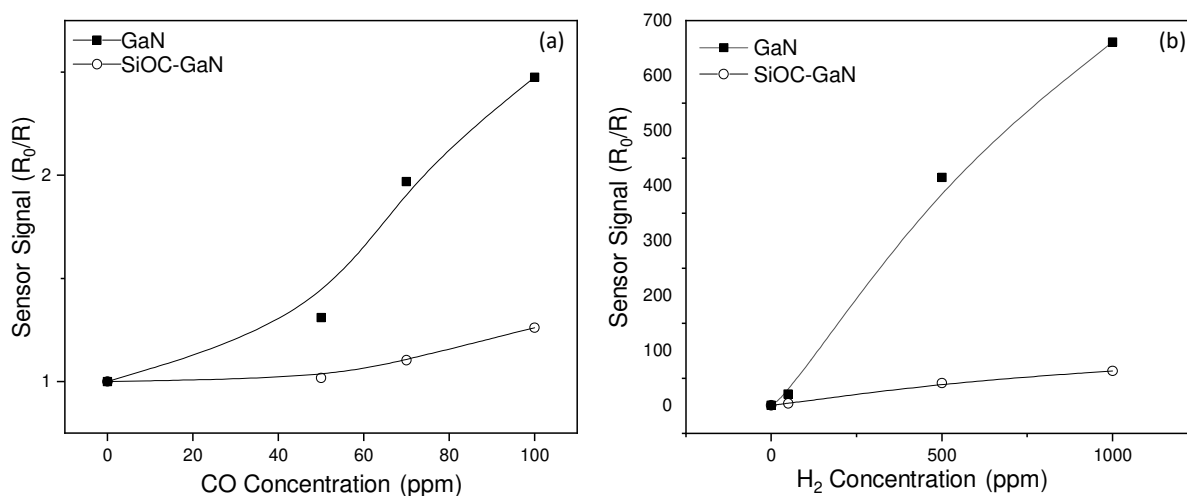 GaN
SiOC-GaN
(a)
2
1
Sensor Signal (R₀/R)
0 20 40 60 80 100
CO Concentration (ppm)
GaN
SiOC-GaN
(b)
700
600
500
400
300
200
100
0
Sensor Signal (R₀/R)
0 500 1000
H₂ Concentration (ppm)